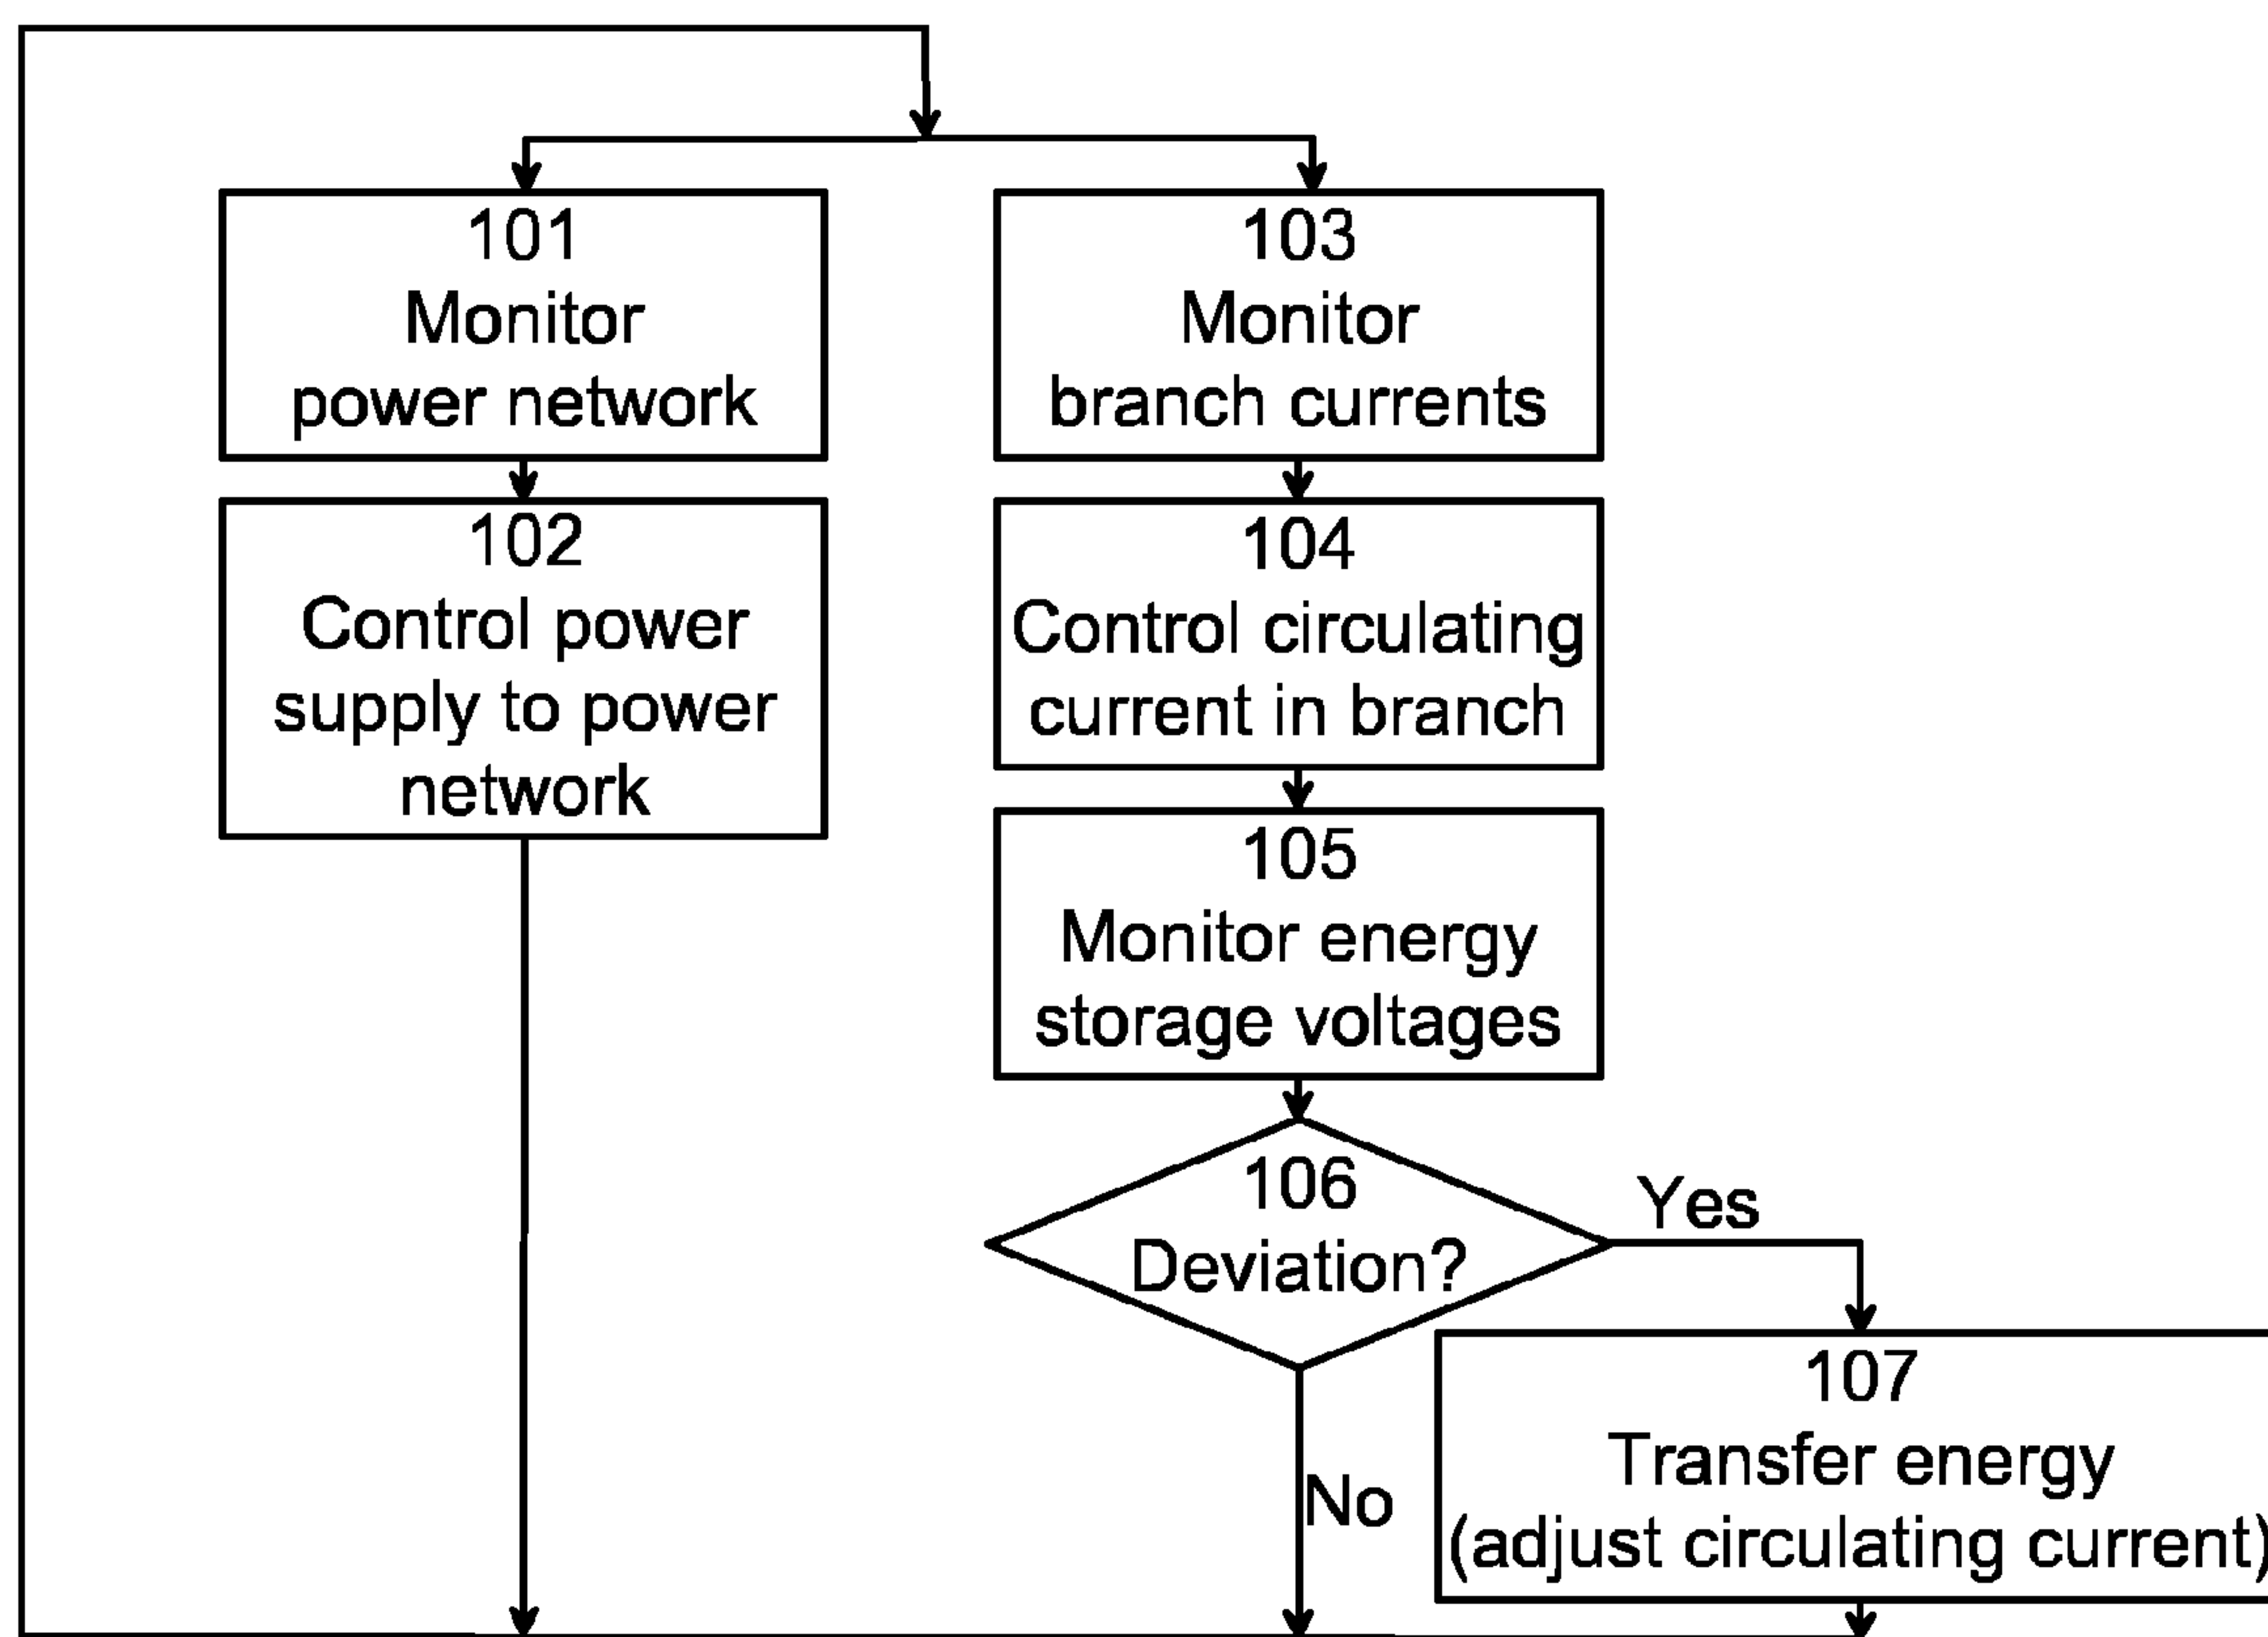 101
Monitor
power network
102
Control power
supply to power
network
103
Monitor
branch currents
104
Control circulating
current in branch
105
Monitor energy
storage voltages
106
Deviation?
Yes
No
107
Transfer energy
(adjust circulating current)